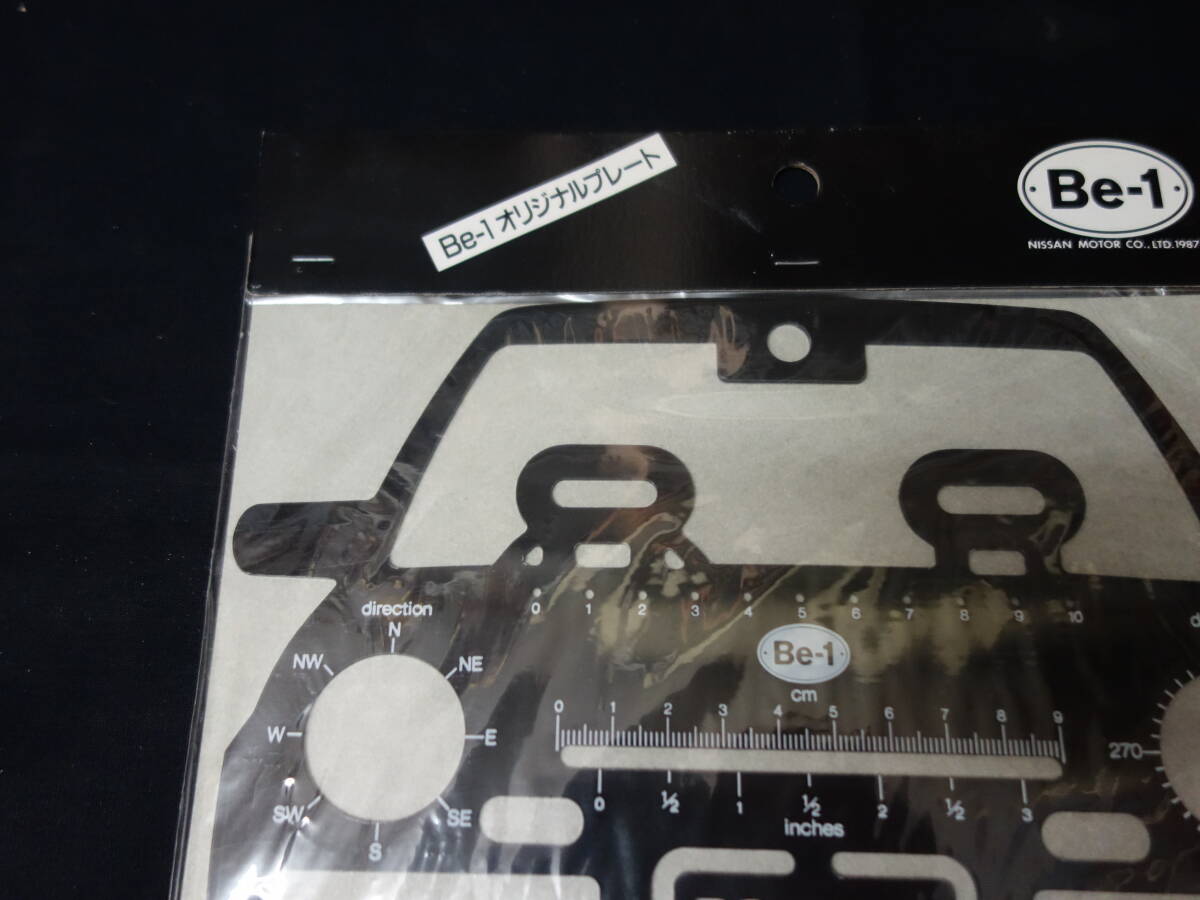 Be-1 オリジナルプレート
Be-1
NISSAN MOTOR CO., LTD. 1987
direction
N
NW NE
W E
SW SE
S
0 1 2 3 4 5 6 7 8 9 10
Be-1
cm
0 1 2 3 4 5 6 7 8 9
0 ½ 1 ½ 2 ½ 3
inches
d
270